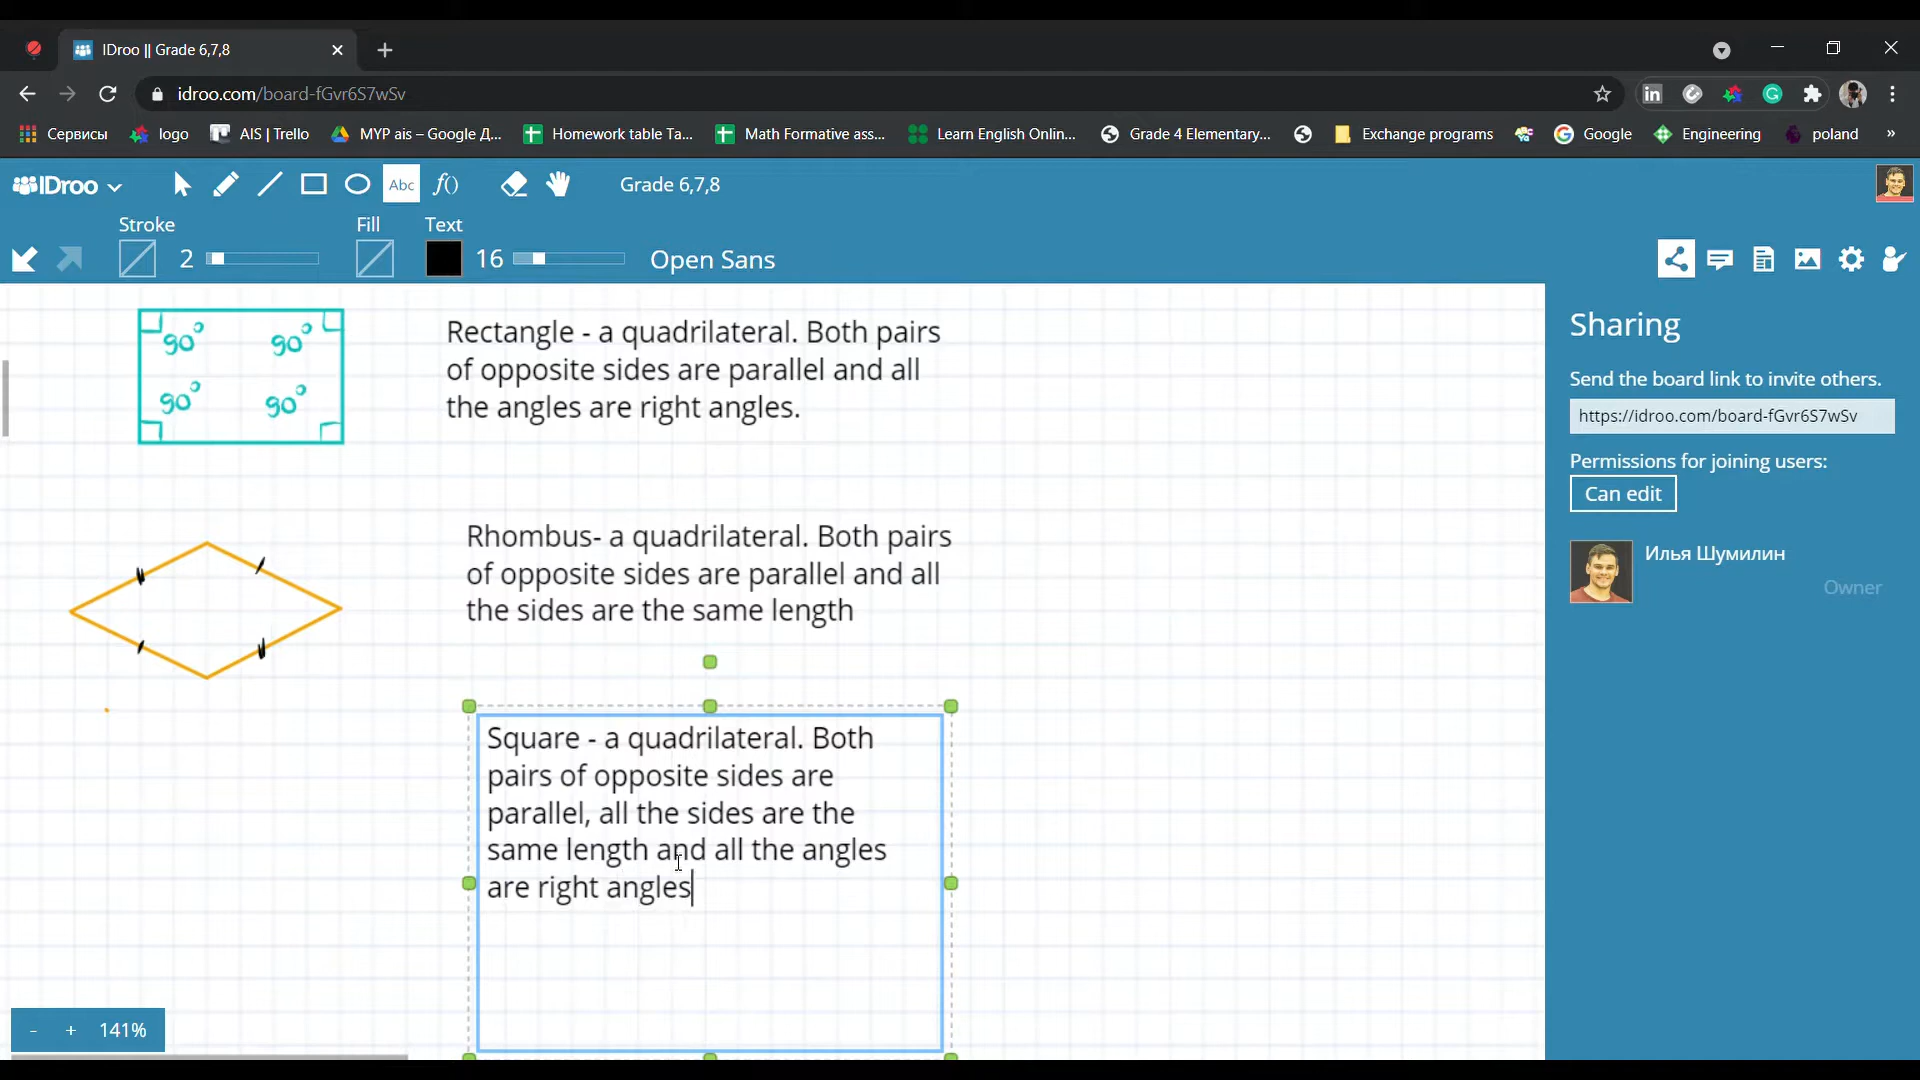 IDroo || Grade 6,7,8
idroo.com/board-fGvr6S7wSv
Сервисы
logo
AIS | Trello
MYP ais – Google Д...
Homework table Ta...
Math Formative ass...
Learn English Onlin...
Grade 4 Elementary...
Exchange programs
Google
Engineering
poland
»
IDroo
Abc
f()
Grade 6,7,8
Stroke
Fill
Text
2
16
Open Sans
90°
90°
90°
90°
Rectangle - a quadrilateral. Both pairs
of opposite sides are parallel and all
the angles are right angles.
Rhombus- a quadrilateral. Both pairs
of opposite sides are parallel and all
the sides are the same length
Square - a quadrilateral. Both
pairs of opposite sides are
parallel, all the sides are the
same length and all the angles
are right angles
Sharing
Send the board link to invite others.
https://idroo.com/board-fGvr6S7wSv
Permissions for joining users:
Can edit
Илья Шумилин
Owner
- + 141%